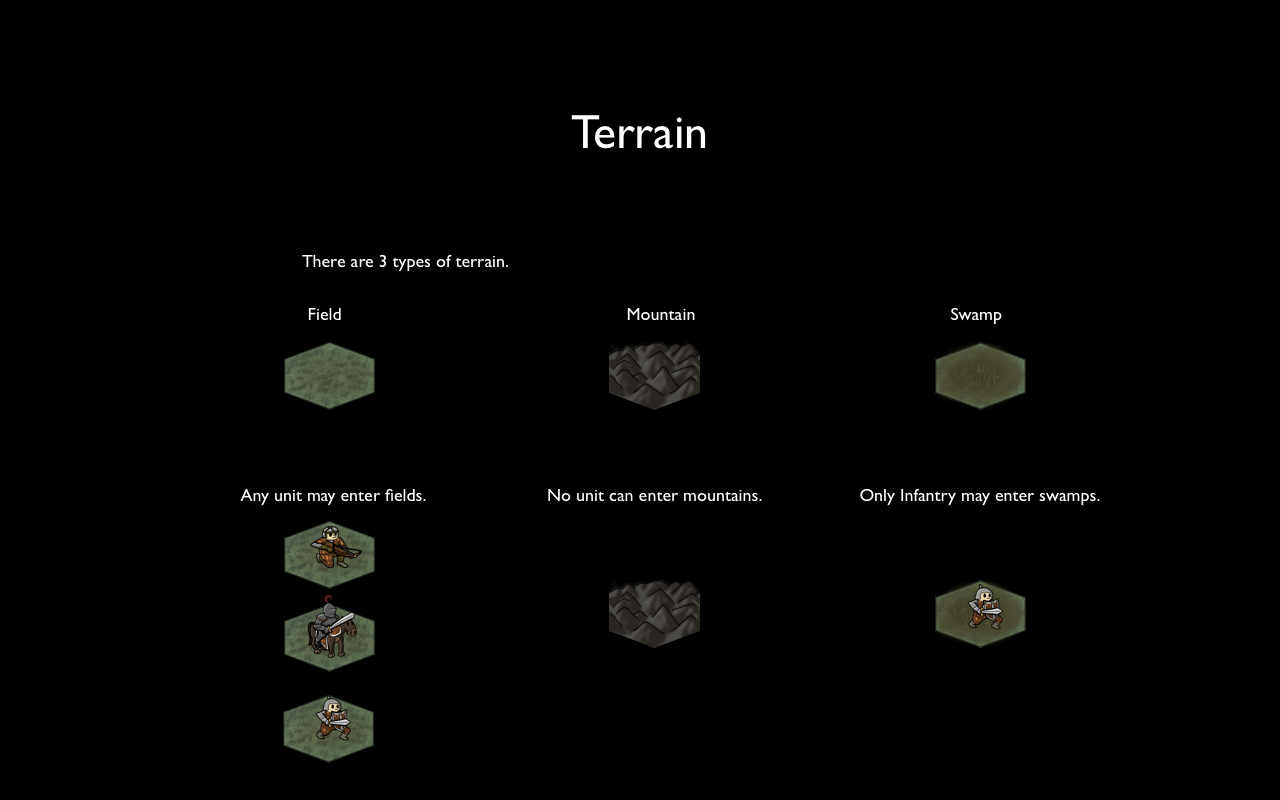 Terrain
There are 3 types of terrain.
Field
Mountain
Swamp
Any unit may enter fields.
No unit can enter mountains.
Only Infantry may enter swamps.